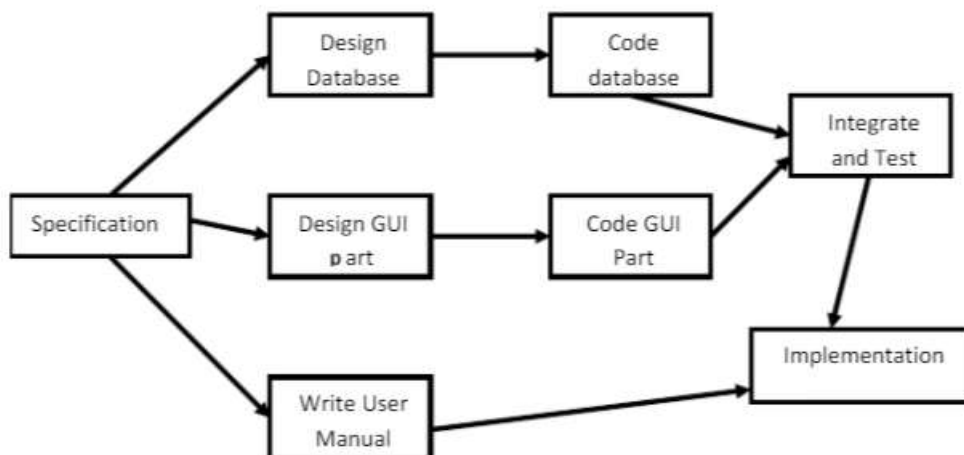 Design
Database
Code
database
Integrate
and Test
Specification
Design GUI
part
Code GUI
Part
Implementation
Write User
Manual